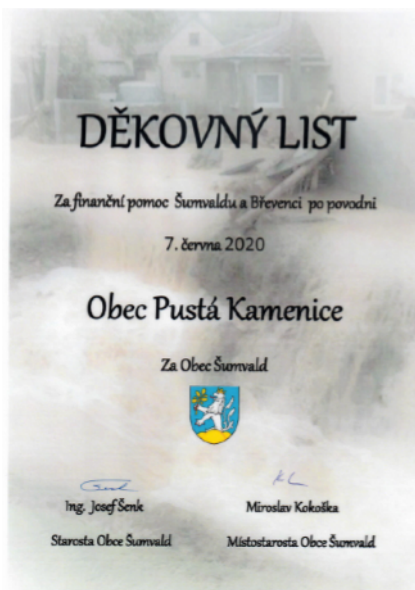 DĚKOVNÝ LIST
Za finanční pomoc Šumvaldu a Břevenci po povodni
7. června 2020
Obec Pustá Kamenice
Za Obec Šumvald
Ing. Josef Šenk
Miroslav Kokoška
Starosta Obce Šumvald
Místostarosta Obce Šumvald